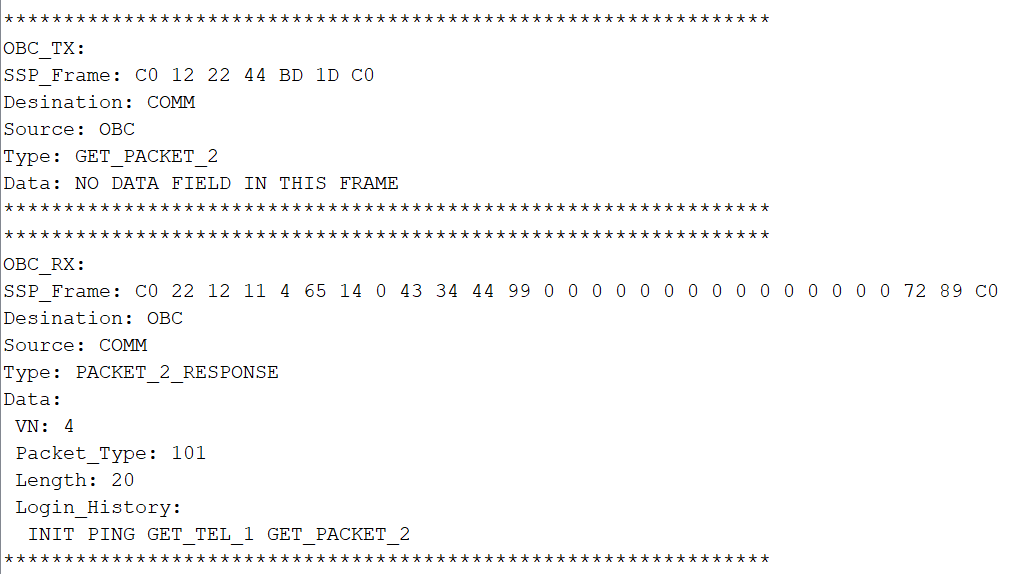 ****************************************************************
OBC_TX:
SSP_Frame: C0 12 22 44 BD 1D C0
Desination: COMM
Source: OBC
Type: GET_PACKET_2
Data: NO DATA FIELD IN THIS FRAME
****************************************************************
****************************************************************
OBC_RX:
SSP_Frame: C0 22 12 11 4 65 14 0 43 34 44 99 0 0 0 0 0 0 0 0 0 0 0 0 0 0 0 72 89 C0
Desination: OBC
Source: COMM
Type: PACKET_2_RESPONSE
Data:
VN: 4
Packet_Type: 101
Length: 20
Login_History:
INIT PING GET_TEL_1 GET_PACKET_2
****************************************************************